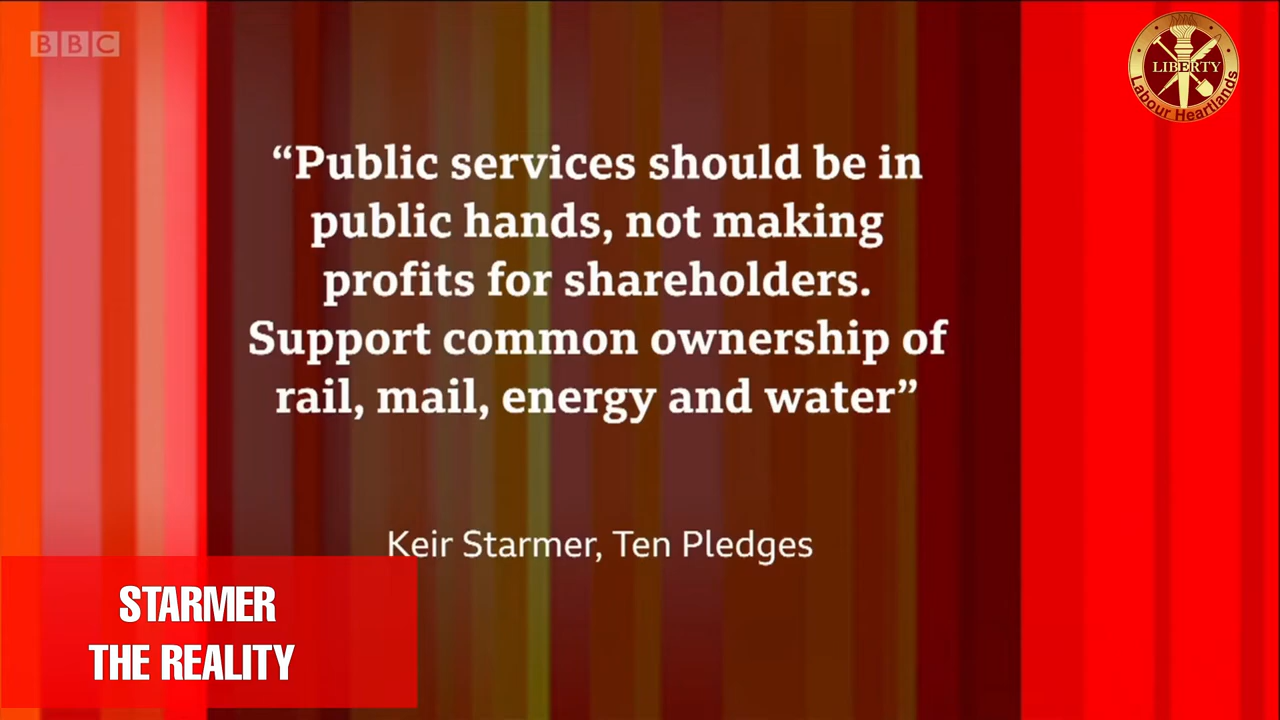 BBC
LIBERTY
Labour Heartlands
“Public services should be in
public hands, not making
profits for shareholders.
Support common ownership of
rail, mail, energy and water”
Keir Starmer, Ten Pledges
STARMER
THE REALITY